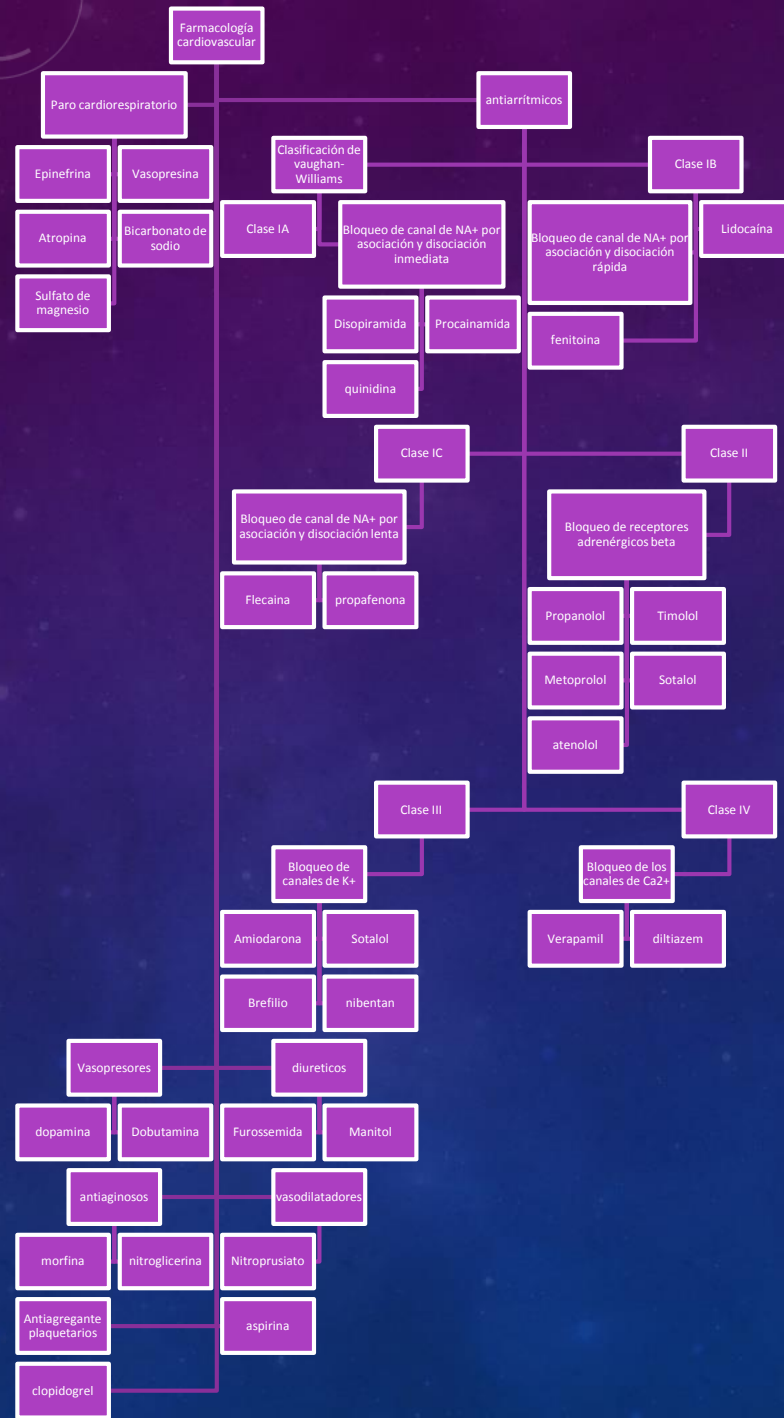 Farmacología
cardiovascular
Paro cardiorespiratorio
Epinefrina
Vasopresina
Atropina
Bicarbonato de
sodio
Sulfato de
magnesio
antiarrítmicos
Clasificación de
vaughan-
Williams
Clase IA
Bloqueo de canal de NA+ por
asociación y disociación
inmediata
Disopiramida
Procainamida
quinidina
Clase IB
Bloqueo de canal de NA+ por
asociación y disociación
rápida
Lidocaína
fenitoina
Clase IC
Bloqueo de canal de NA+ por
asociación y disociación lenta
Flecaina
propafenona
Clase II
Bloqueo de receptores
adrenérgicos beta
Propanolol
Timolol
Metoprolol
Sotalol
atenolol
Clase III
Bloqueo de
canales de K+
Amiodarona
Sotalol
Brefilio
nibentan
Clase IV
Bloqueo de los
canales de Ca2+
Verapamil
diltiazem
Vasopresores
dopamina
Dobutamina
diureticos
Furossemida
Manitol
antiaginosos
morfina
nitroglicerina
vasodilatadores
Nitroprusiato
Antiagregante
plaquetarios
aspirina
clopidogrel